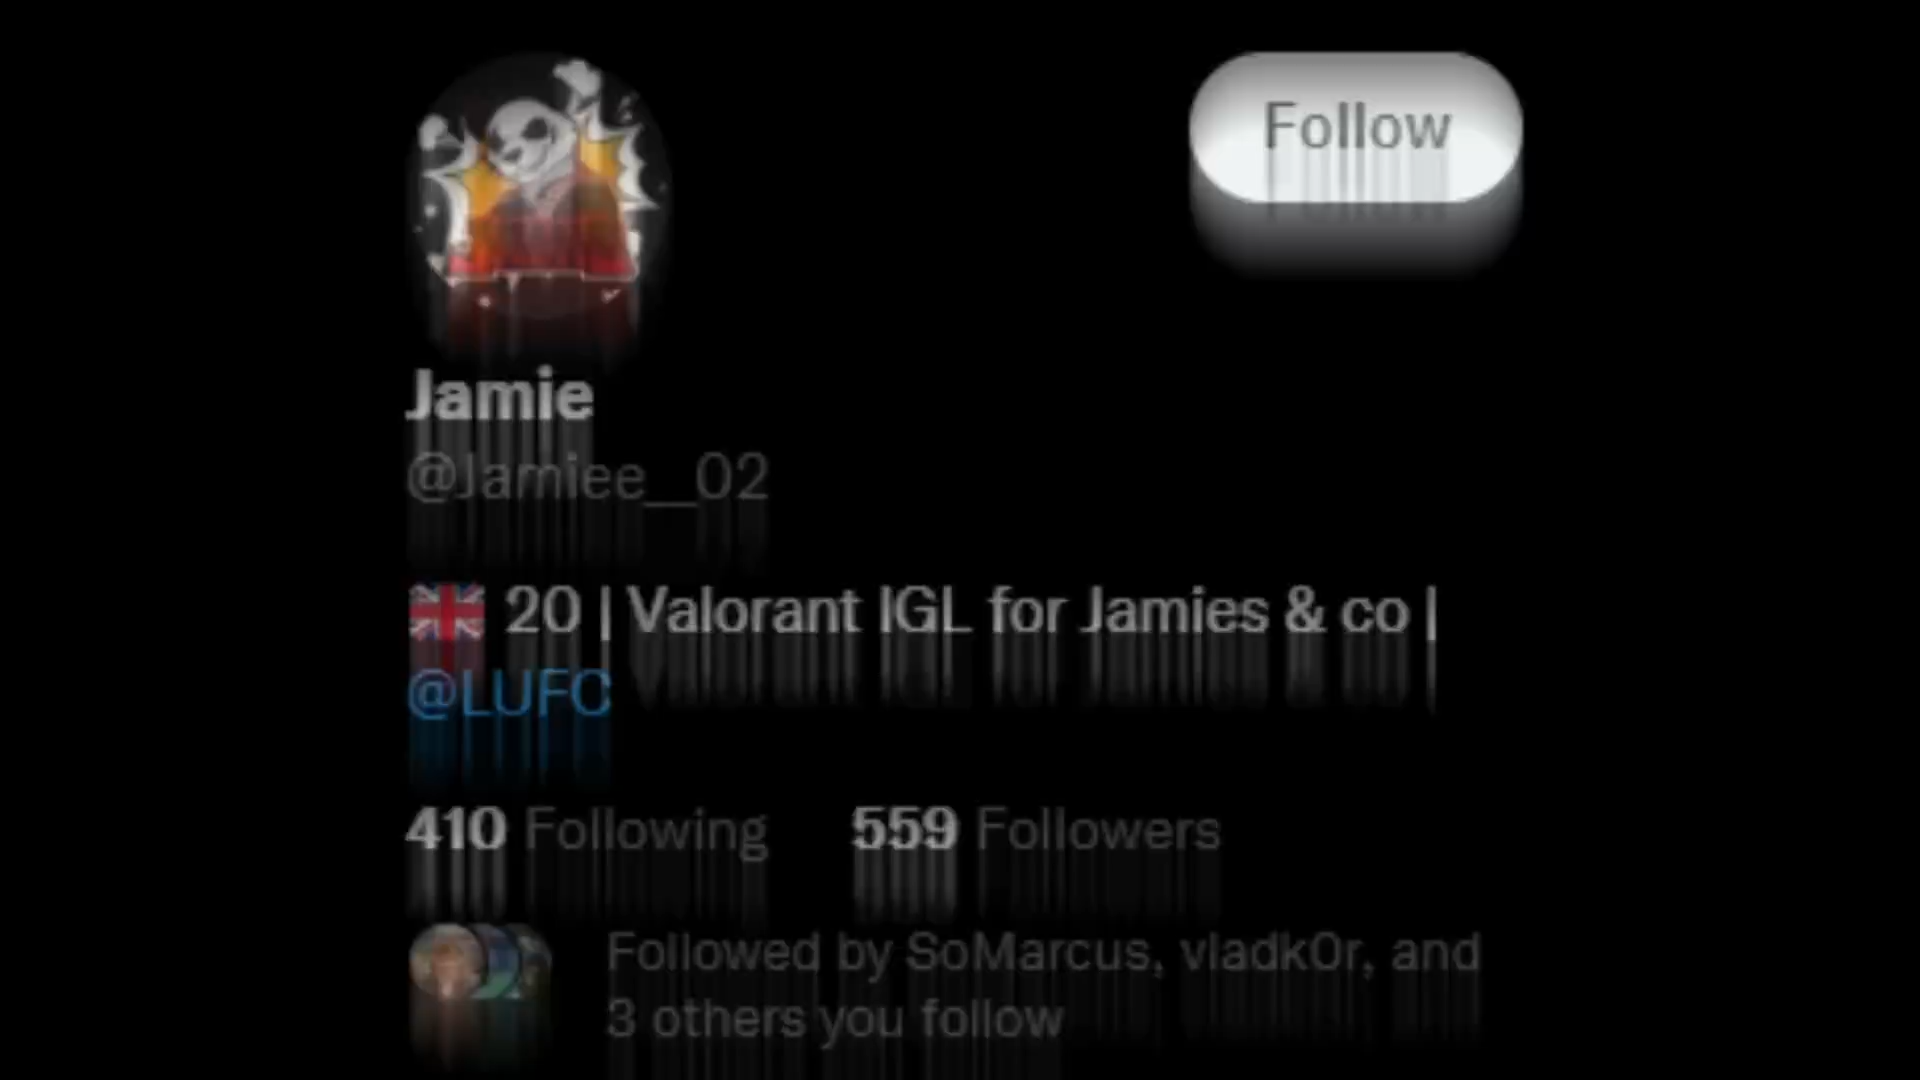 Follow
Jamie
@Jamiee__02
🇬🇧 20 | Valorant IGL for Jamies & co |
@LUFC
410 Following 559 Followers
Followed by SoMarcus, vladk0r, and
3 others you follow